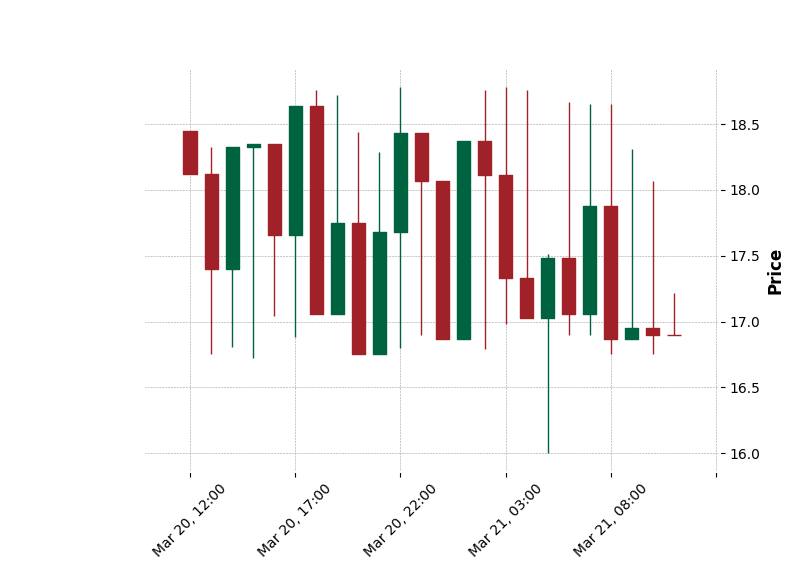 18.5
18.0
17.5
17.0
16.5
16.0
Price
Mar 20, 12:00
Mar 20, 17:00
Mar 20, 22:00
Mar 21, 03:00
Mar 21, 08:00